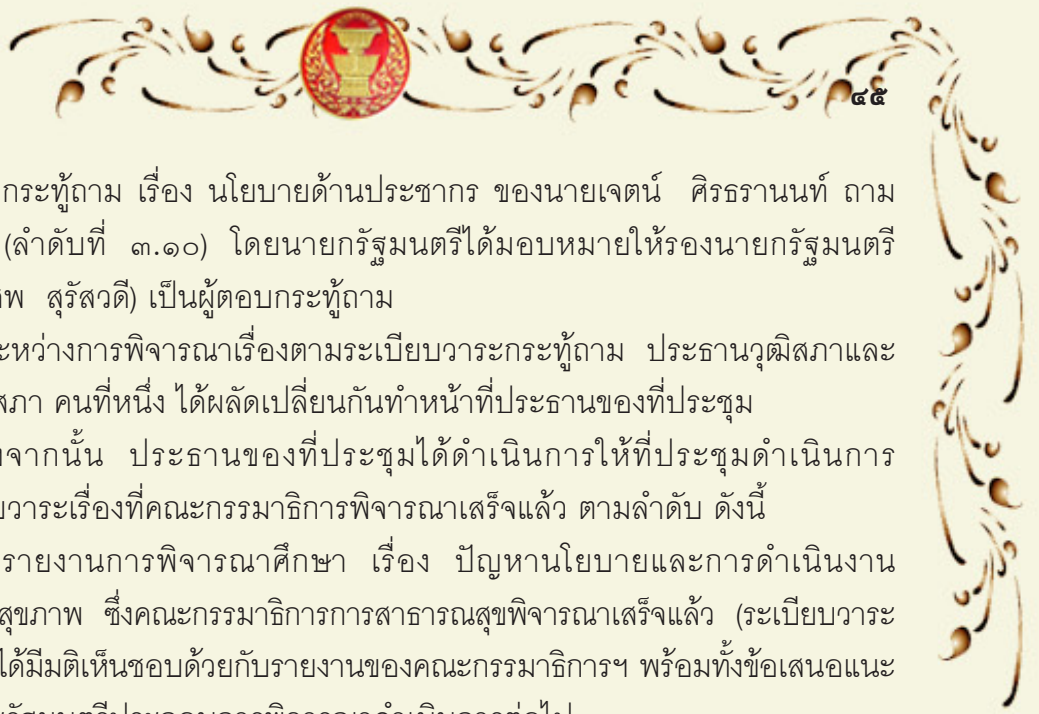 ๔๕
กระทู้ถาม เรื่อง นโยบายด้านประชากร ของนายเจตน์ ศิรธรานนท์ ถาม
(ลำดับที่ ๓.๑๐) โดยนายกรัฐมนตรีได้มอบหมายให้รองนายกรัฐมนตรี
สุรัสวดี) เป็นผู้ตอบกระทู้ถาม
ะหว่างการพิจารณาเรื่องตามระเบียบวาระกระทู้ถาม ประธานวุฒิสภาและ
สภา คนที่หนึ่ง ได้ผลัดเปลี่ยนกันทำหน้าที่ประธานของที่ประชุม
จากนั้น ประธานของที่ประชุมได้ดำเนินการให้ที่ประชุมดำเนินการ
วาระเรื่องที่คณะกรรมาธิการพิจารณาเสร็จแล้ว ตามลำดับ ดังนี้
รายงานการพิจารณาศึกษา เรื่อง ปัญหานโยบายและการดำเนินงาน
สุขภาพ ซึ่งคณะกรรมาธิการการสาธารณสุขพิจารณาเสร็จแล้ว (ระเบียบวาระ
ได้มีมติเห็นชอบด้วยกับรายงานของคณะกรรมาธิการฯ พร้อมทั้งข้อเสนอแนะ